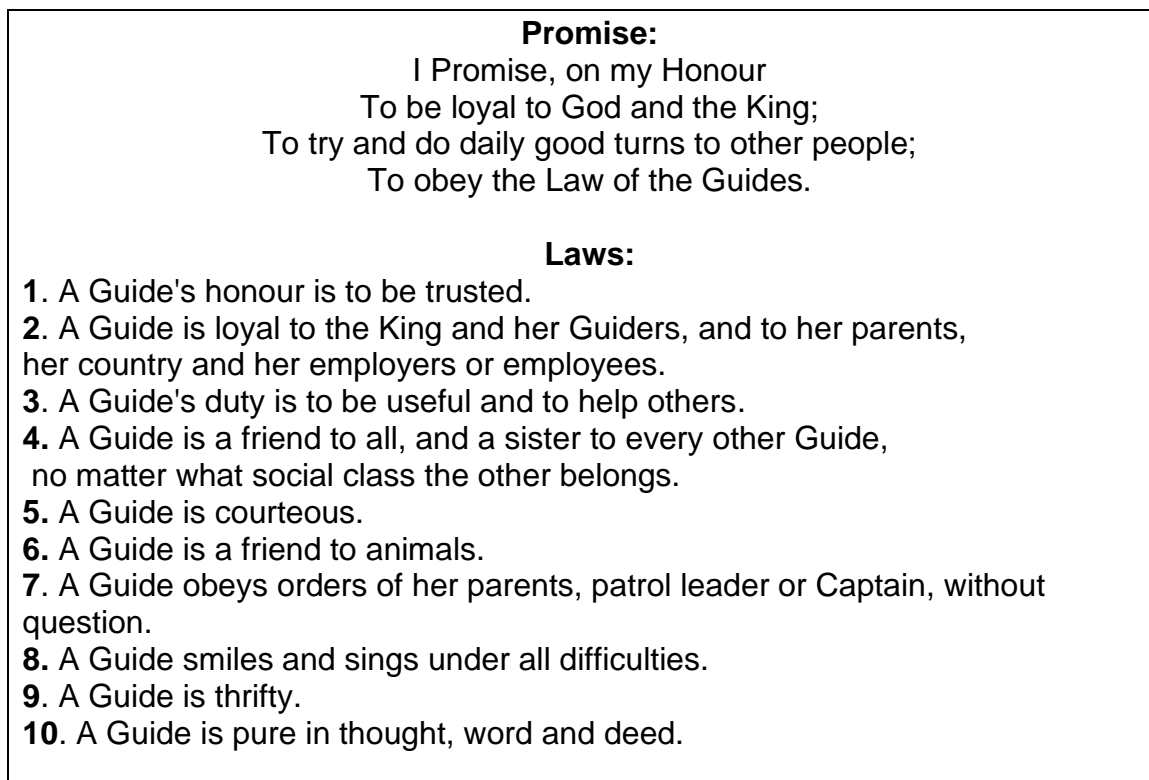 Promise:
I Promise, on my Honour
To be loyal to God and the King;
To try and do daily good turns to other people;
To obey the Law of the Guides.
Laws:
1. A Guide's honour is to be trusted.
2. A Guide is loyal to the King and her Guiders, and to her parents,
her country and her employers or employees.
3. A Guide's duty is to be useful and to help others.
4. A Guide is a friend to all, and a sister to every other Guide,
no matter what social class the other belongs.
5. A Guide is courteous.
6. A Guide is a friend to animals.
7. A Guide obeys orders of her parents, patrol leader or Captain, without
question.
8. A Guide smiles and sings under all difficulties.
9. A Guide is thrifty.
10. A Guide is pure in thought, word and deed.